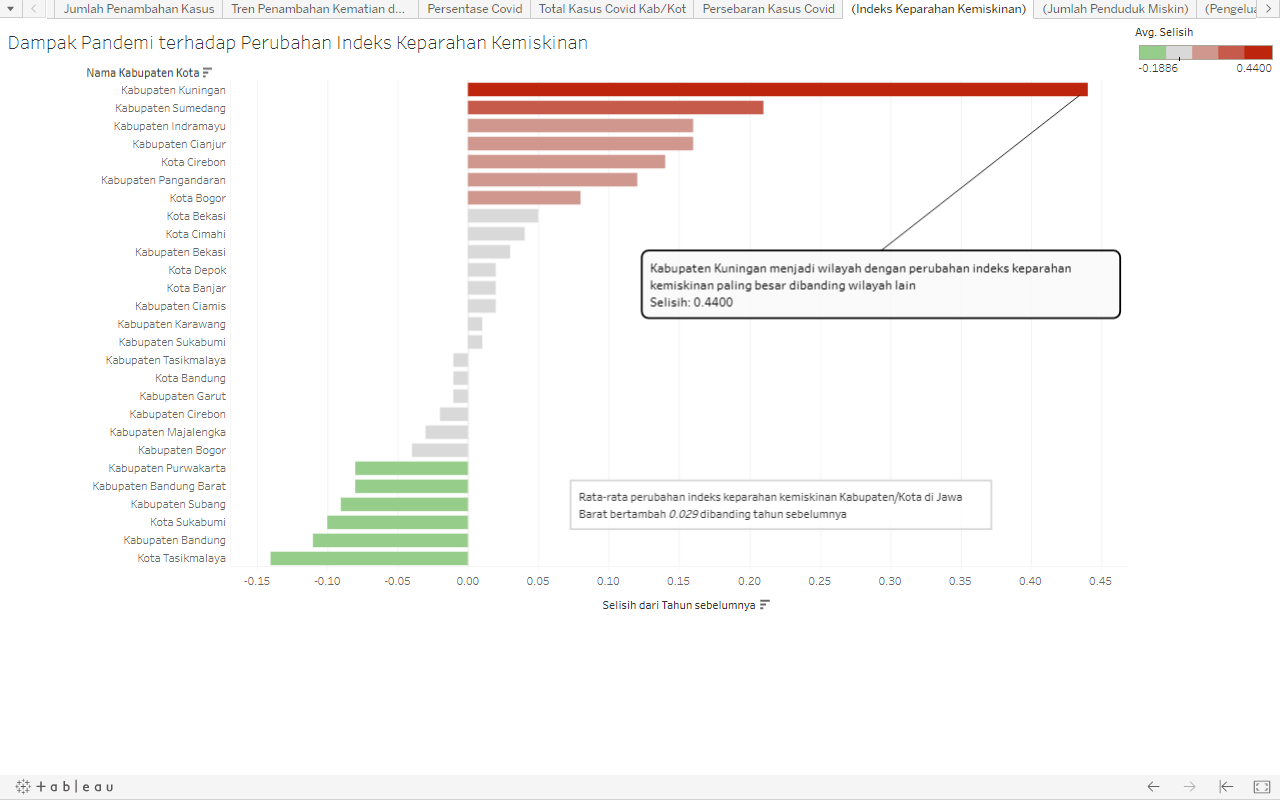 Jumlah Penambahan Kasus
Tren Penambahan Kematian d...
Persentase Covid
Total Kasus Covid Kab/Kot
Persebaran Kasus Covid
(Indeks Keparahan Kemiskinan)
(Jumlah Penduduk Miskin)
Dampak Pandemi terhadap Perubahan Indeks Keparahan Kemiskinan
Avg. Selisih
-0.1886 0.4400
Nama Kabupaten Kota
Kabupaten Kuningan
Kabupaten Sumedang
Kabupaten Indramayu
Kabupaten Cianjur
Kota Cirebon
Kabupaten Pangandaran
Kota Bogor
Kota Bekasi
Kota Cimahi
Kabupaten Bekasi
Kota Depok
Kota Banjar
Kabupaten Ciamis
Kabupaten Karawang
Kabupaten Sukabumi
Kabupaten Tasikmalaya
Kota Bandung
Kabupaten Garut
Kabupaten Cirebon
Kabupaten Majalengka
Kabupaten Bogor
Kabupaten Purwakarta
Kabupaten Bandung Barat
Kabupaten Subang
Kota Sukabumi
Kabupaten Bandung
Kota Tasikmalaya
Kabupaten Kuningan menjadi wilayah dengan perubahan indeks keparahan
kemiskinan paling besar dibanding wilayah lain
Selisih: 0.4400
Rata-rata perubahan indeks keparahan kemiskinan Kabupaten/Kota di Jawa
Barat bertambah 0.029 dibanding tahun sebelumnya
-0.15 -0.10 -0.05 0.00 0.05 0.10 0.15 0.20 0.25 0.30 0.35 0.40 0.45
Selisih dari Tahun sebelumnya
+ableau